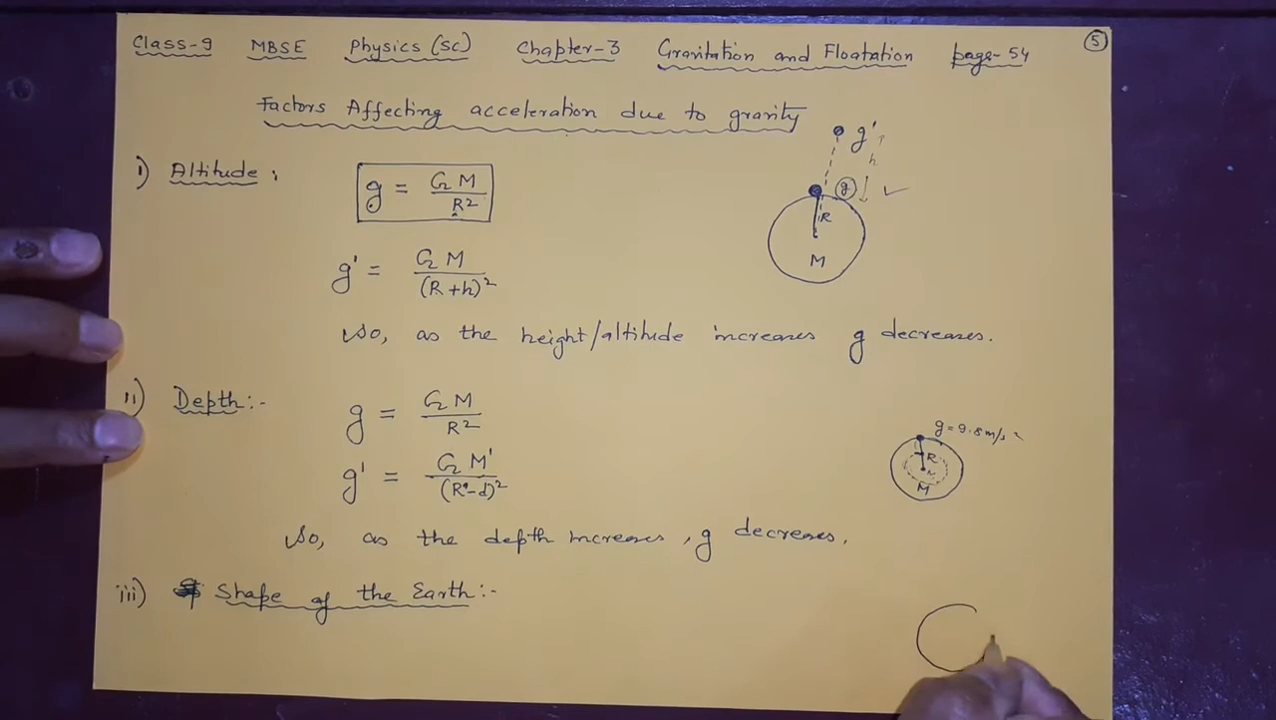 Class-9 MBSE Physics (SC) Chapter-3 Gravitation and Floatation page-54
5
Factors Affecting acceleration due to gravity
i) Altitude :
g = GM / R²
g' = GM / (R+h)²
g'
h
g
R
M
So, as the height/altitude increases g decreases.
ii) Depth :-
g = GM / R²
g' = GM' / (R-d)²
g = 9.8 m/s²
R
M
So, as the depth increases, g decreases.
iii) Shape of the Earth :-